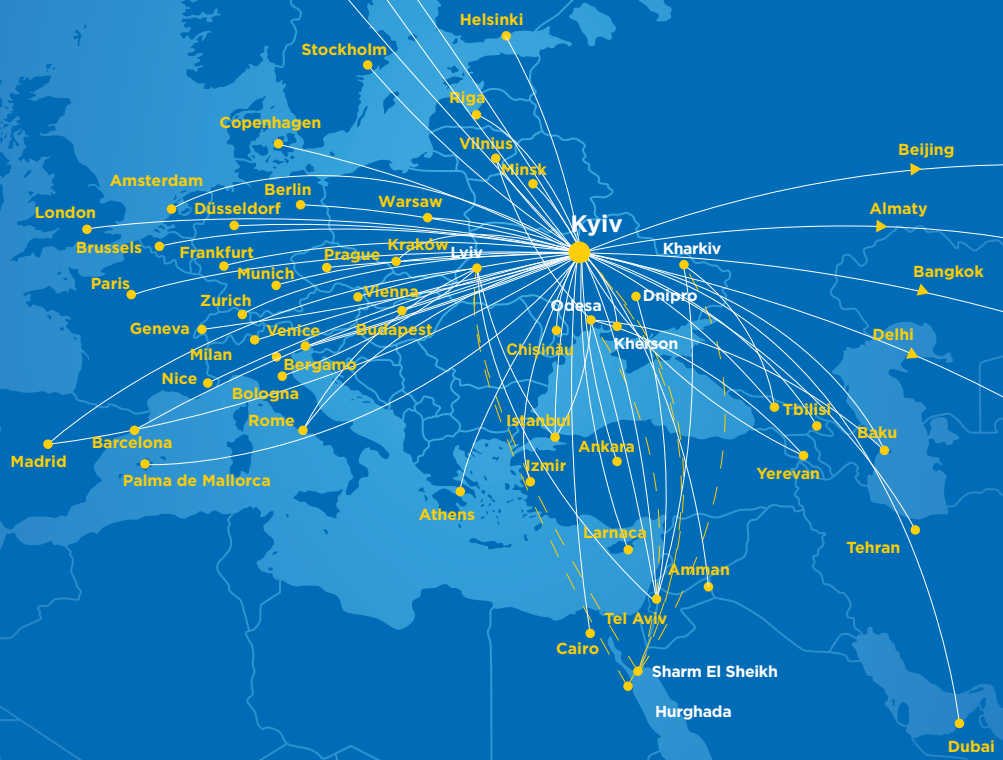 Helsinki
Stockholm
Riga
Copenhagen
Vilnius
Minsk
Beijing
Amsterdam
Berlin
Warsaw
London
Düsseldorf
Almaty
Kyiv
Brussels
Frankfurt
Prague
Kraków
Lviv
Kharkiv
Munich
Bangkok
Paris
Vienna
Dnipro
Zurich
Odesa
Geneva
Venice
Budapest
Delhi
Kherson
Chișinău
Milan
Bergamo
Nice
Bologna
Tbilisi
Rome
Istanbul
Baku
Barcelona
Ankara
Madrid
Izmir
Yerevan
Palma de Mallorca
Athens
Larnaca
Tehran
Amman
Tel Aviv
Cairo
Sharm El Sheikh
Hurghada
Dubai